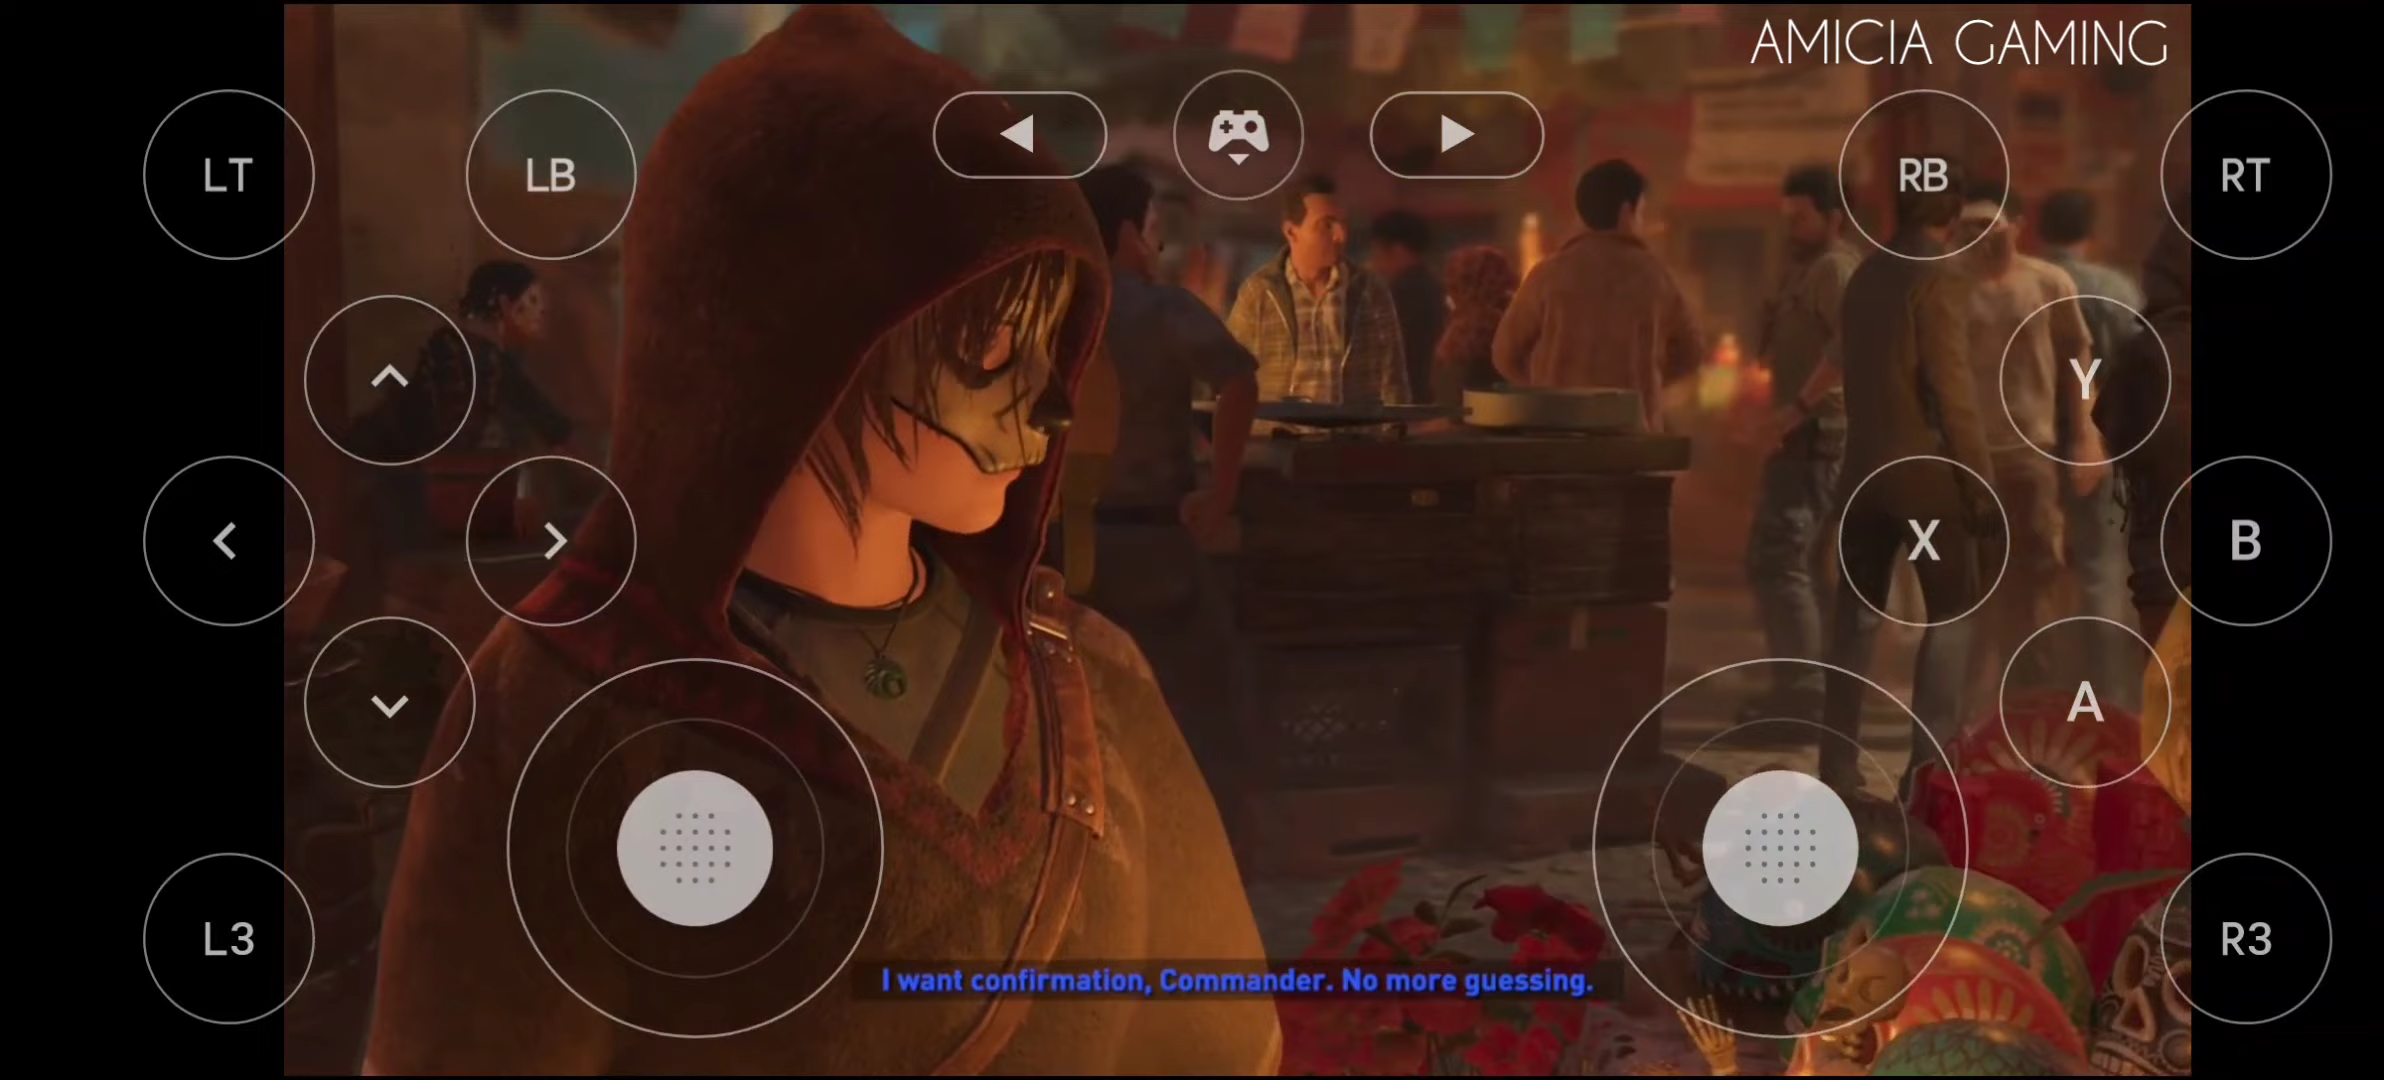 AMICIA GAMING
LT
LB
RB
RT
Y
X
B
A
L3
R3
I want confirmation, Commander. No more guessing.